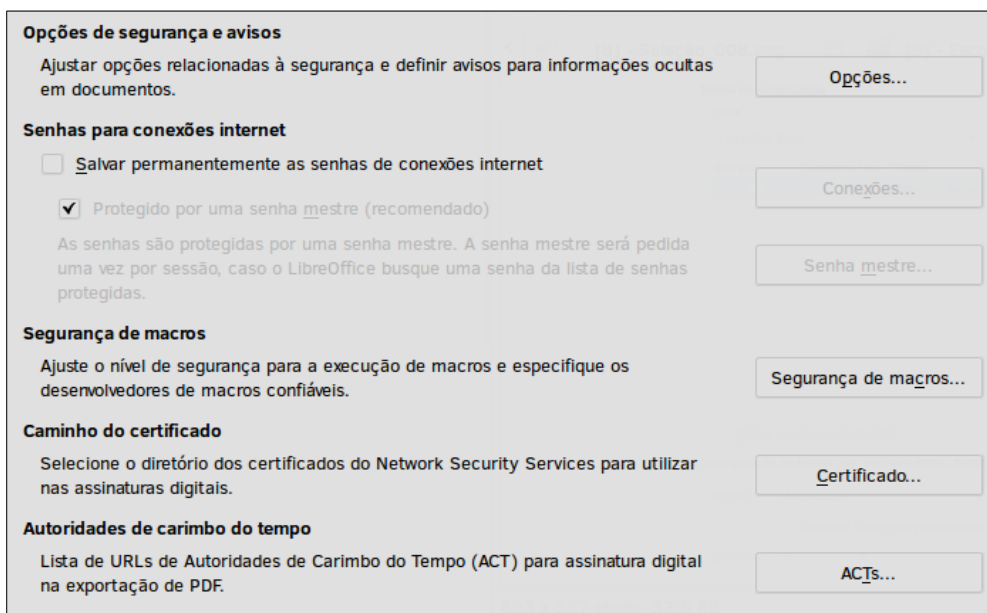 Opções de segurança e avisos
Ajustar opções relacionadas à segurança e definir avisos para informações ocultas
em documentos.
Opções...
Senhas para conexões internet
Salvar permanentemente as senhas de conexões internet
Conexões...
Protegido por uma senha mestre (recomendado)
As senhas são protegidas por uma senha mestre. A senha mestre será pedida
uma vez por sessão, caso o LibreOffice busque uma senha da lista de senhas
protegidas.
Senha mestre...
Segurança de macros
Ajuste o nível de segurança para a execução de macros e especifique os
desenvolvedores de macros confiáveis.
Segurança de macros...
Caminho do certificado
Selecione o diretório dos certificados do Network Security Services para utilizar
nas assinaturas digitais.
Certificado...
Autoridades de carimbo do tempo
Lista de URLs de Autoridades de Carimbo do Tempo (ACT) para assinatura digital
na exportação de PDF.
ACTs...